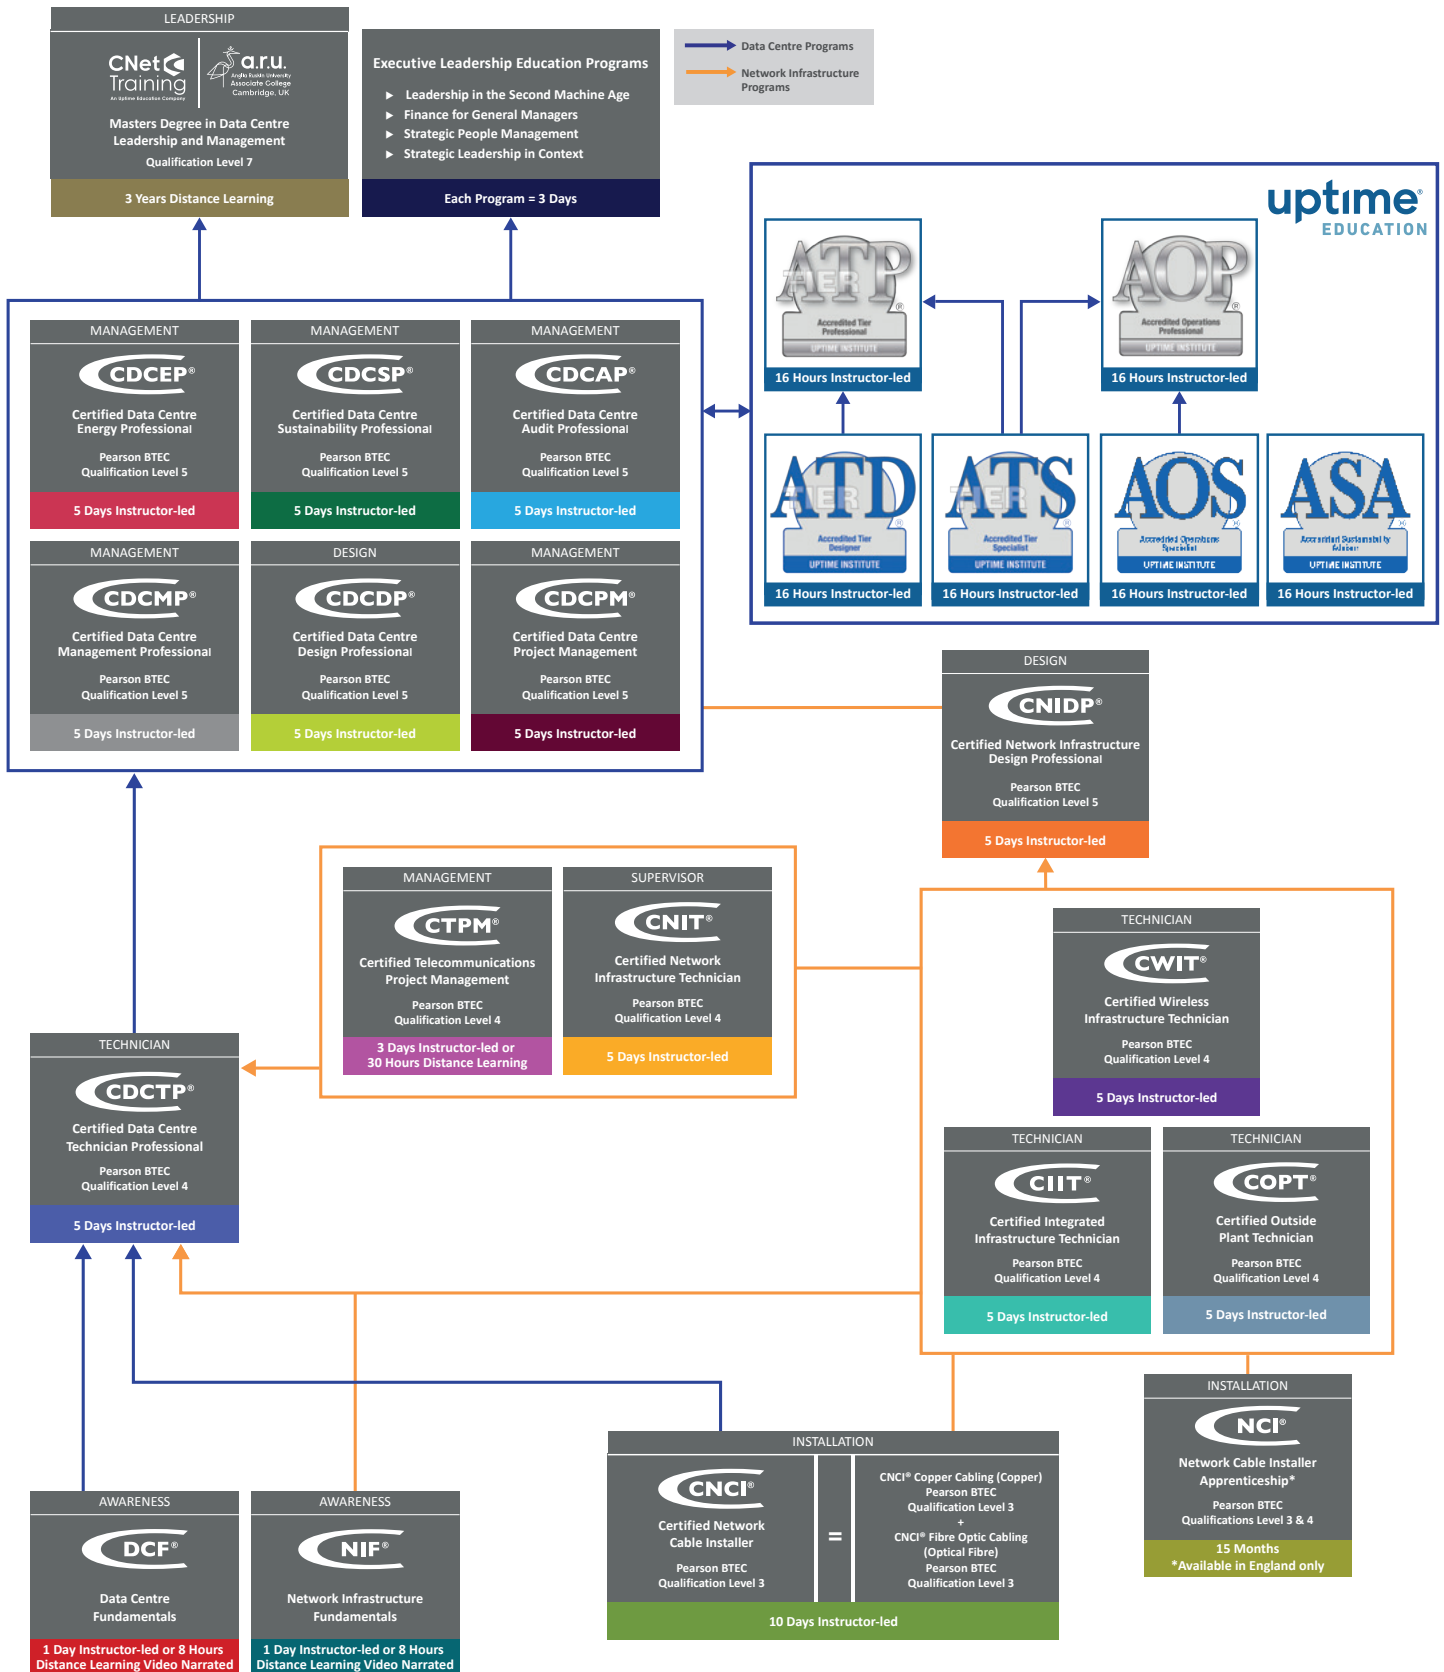 LEADERSHIP
CNet
Training
An Uptime Education Company
a.r.u.
Anglia Ruskin University
Associate College
Cambridge, UK
Masters Degree in Data Centre
Leadership and Management
Qualification Level 7
3 Years Distance Learning
Executive Leadership Education Programs
► Leadership in the Second Machine Age
► Finance for General Managers
► Strategic People Management
► Strategic Leadership in Context
Each Program = 3 Days
Data Centre Programs
Network Infrastructure
Programs
uptime®
EDUCATION
ATP
TIER
®
Accredited Tier
Professional
UPTIME INSTITUTE
16 Hours Instructor-led
AOP
®
Accredited Operations
Professional
UPTIME INSTITUTE
16 Hours Instructor-led
ATD
TIER
®
Accredited Tier
Designer
UPTIME INSTITUTE
16 Hours Instructor-led
ATS
TIER
®
Accredited Tier
Specialist
UPTIME INSTITUTE
16 Hours Instructor-led
AOS
Accredited Operations
Specialist
UPTIME INSTITUTE
16 Hours Instructor-led
ASA
Accredited Sustainability
Advisor
UPTIME INSTITUTE
16 Hours Instructor-led
MANAGEMENT
CDCEP®
Certified Data Centre
Energy Professional
Pearson BTEC
Qualification Level 5
5 Days Instructor-led
MANAGEMENT
CDCSP®
Certified Data Centre
Sustainability Professional
Pearson BTEC
Qualification Level 5
5 Days Instructor-led
MANAGEMENT
CDCAP®
Certified Data Centre
Audit Professional
Pearson BTEC
Qualification Level 5
5 Days Instructor-led
MANAGEMENT
CDCMP®
Certified Data Centre
Management Professional
Pearson BTEC
Qualification Level 5
5 Days Instructor-led
DESIGN
CDCDP®
Certified Data Centre
Design Professional
Pearson BTEC
Qualification Level 5
5 Days Instructor-led
MANAGEMENT
CDCPM®
Certified Data Centre
Project Management
Pearson BTEC
Qualification Level 5
5 Days Instructor-led
DESIGN
CNIDP®
Certified Network Infrastructure
Design Professional
Pearson BTEC
Qualification Level 5
5 Days Instructor-led
MANAGEMENT
CTPM®
Certified Telecommunications
Project Management
Pearson BTEC
Qualification Level 4
3 Days Instructor-led or
30 Hours Distance Learning
SUPERVISOR
CNIT®
Certified Network
Infrastructure Technician
Pearson BTEC
Qualification Level 4
5 Days Instructor-led
TECHNICIAN
CWIT®
Certified Wireless
Infrastructure Technician
Pearson BTEC
Qualification Level 4
5 Days Instructor-led
TECHNICIAN
CDCTP®
Certified Data Centre
Technician Professional
Pearson BTEC
Qualification Level 4
5 Days Instructor-led
TECHNICIAN
CIIT®
Certified Integrated
Infrastructure Technician
Pearson BTEC
Qualification Level 4
5 Days Instructor-led
TECHNICIAN
COPT®
Certified Outside
Plant Technician
Pearson BTEC
Qualification Level 4
5 Days Instructor-led
INSTALLATION
NCI®
Network Cable Installer
Apprenticeship*
Pearson BTEC
Qualifications Level 3 & 4
15 Months
*Available in England only
INSTALLATION
CNCI®
Certified Network
Cable Installer
Pearson BTEC
Qualification Level 3
=
CNCI® Copper Cabling (Copper)
Pearson BTEC
Qualification Level 3
+
CNCI® Fibre Optic Cabling
(Optical Fibre)
Pearson BTEC
Qualification Level 3
10 Days Instructor-led
AWARENESS
DCF®
Data Centre
Fundamentals
1 Day Instructor-led or 8 Hours
Distance Learning Video Narrated
AWARENESS
NIF®
Network Infrastructure
Fundamentals
1 Day Instructor-led or 8 Hours
Distance Learning Video Narrated